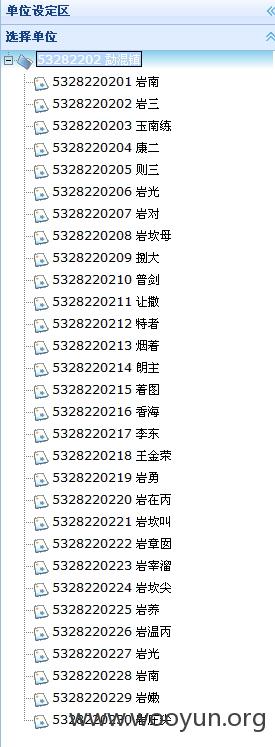 单位设定区
选择单位
53282202 勐混镇
5328220201 岩南
5328220202 岩三
5328220203 玉南练
5328220204 康二
5328220205 则三
5328220206 岩光
5328220207 岩对
5328220208 岩坎母
5328220209 捌大
5328220210 普剑
5328220211 让撒
5328220212 特者
5328220213 烟着
5328220214 朗主
5328220215 着图
5328220216 香海
5328220217 李东
5328220218 王金荣
5328220219 岩勇
5328220220 岩在丙
5328220221 岩坎叫
5328220222 岩章囡
5328220223 岩宰溜
5328220224 岩坎尖
5328220225 岩养
5328220226 岩温丙
5328220227 岩光
5328220228 岩南
5328220229 岩嫩
5328220230
www.wooyun.org